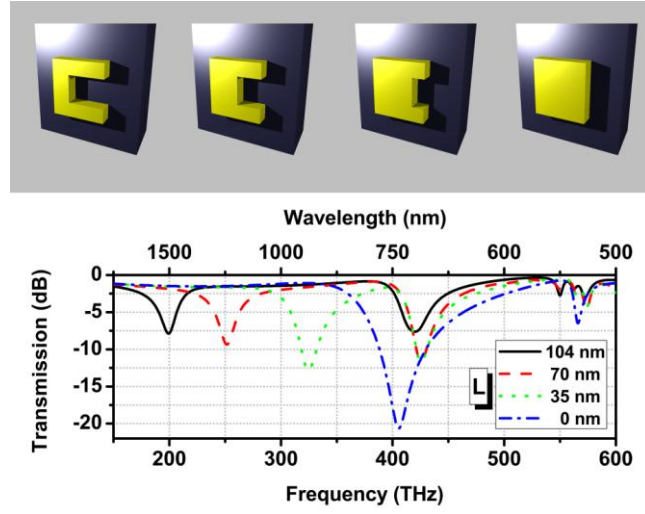 Wavelength (nm)
1500 1000 750 600 500
0
-5
-10
-15
-20
Transmission (dB)
L
104 nm
70 nm
35 nm
0 nm
200 300 400 500 600
Frequency (THz)